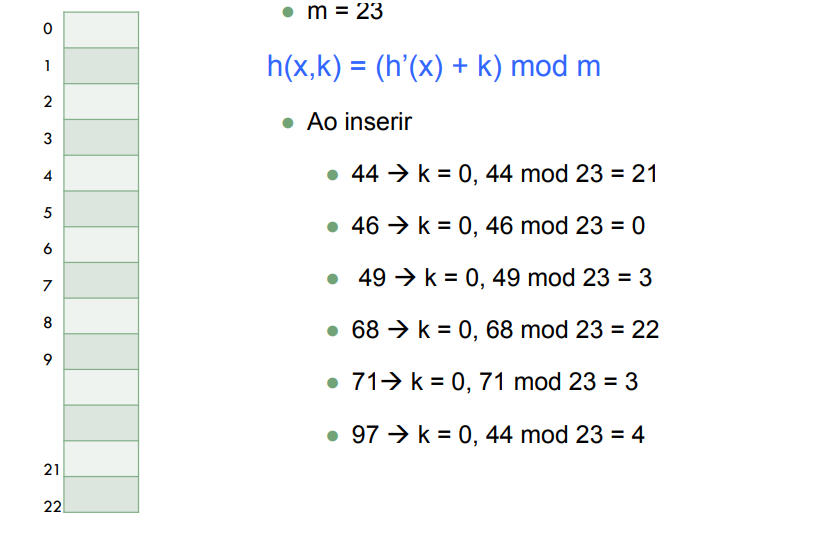 m = 23
0
1
2
3
4
5
6
7
8
9
21
22
h(x,k) = (h’(x) + k) mod m
Ao inserir
44 → k = 0, 44 mod 23 = 21
46 → k = 0, 46 mod 23 = 0
49 → k = 0, 49 mod 23 = 3
68 → k = 0, 68 mod 23 = 22
71→ k = 0, 71 mod 23 = 3
97 → k = 0, 44 mod 23 = 4